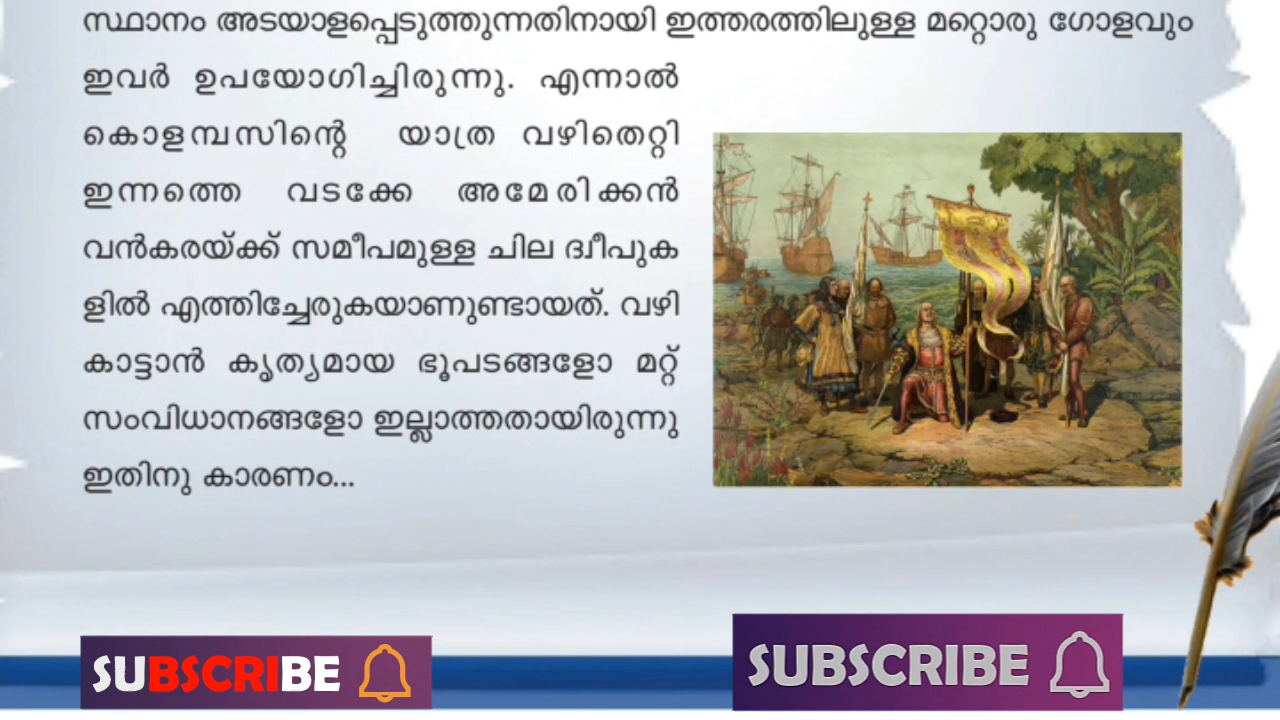 സ്ഥാനം അടയാളപ്പെടുത്തുന്നതിനായി ഇത്തരത്തിലുള്ള മറ്റൊരു ഗോളവും
ഇവർ ഉപയോഗിച്ചിരുന്നു. എന്നാൽ
കൊളമ്പസിന്റെ യാത്ര വഴിതെറ്റി
ഇന്നത്തെ വടക്കേ അമേരിക്കൻ
വൻകരയ്ക്ക് സമീപമുള്ള ചില ദ്വീപുക
ളിൽ എത്തിച്ചേരുകയാണുണ്ടായത്. വഴി
കാട്ടാൻ കൃത്യമായ ഭൂപടങ്ങളോ മറ്റ്
സംവിധാനങ്ങളോ ഇല്ലാത്തതായിരുന്നു
ഇതിനു കാരണം...
SUBSCRIBE
SUBSCRIBE